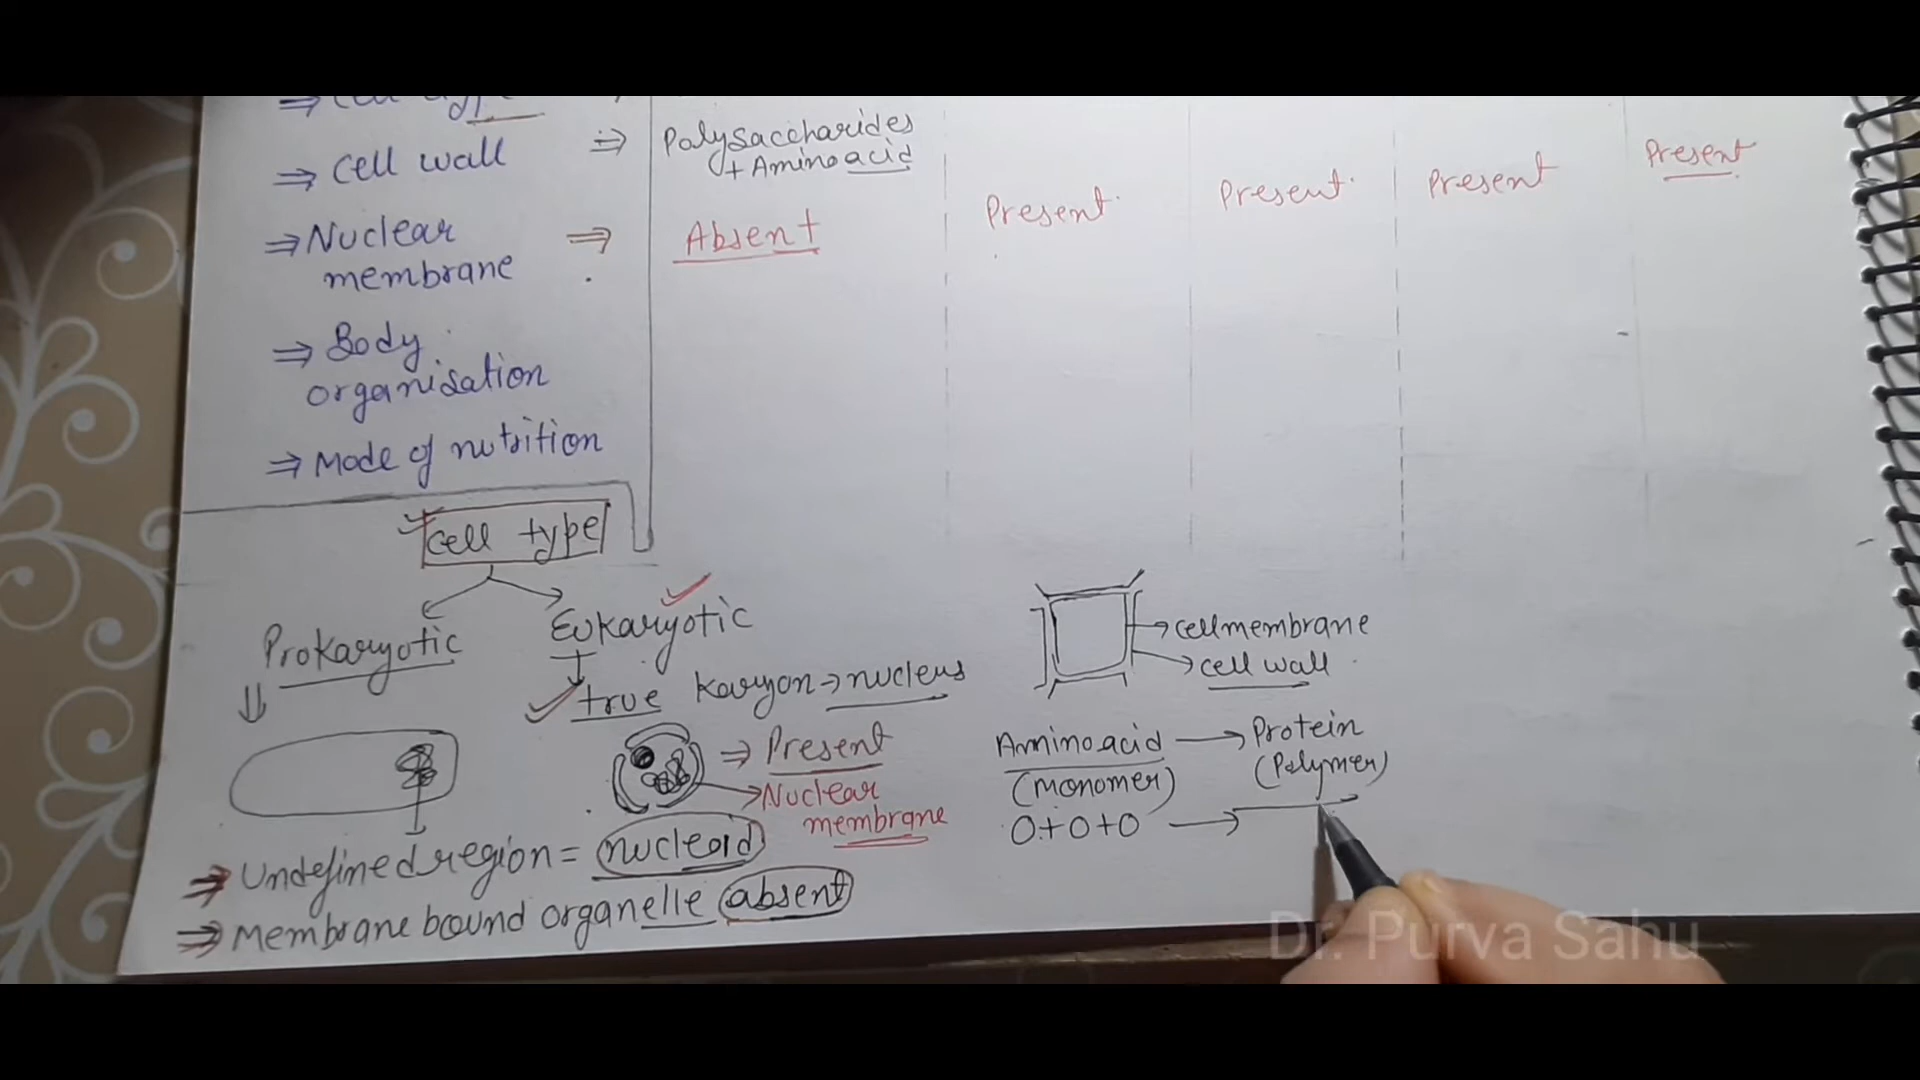 ⇒ Cell type
⇒ Cell wall ⇒ Polysaccharides
+ Amino acid
Present Present Present Present
⇒ Nuclear
membrane ⇒ Absent
⇒ Body
organisation
⇒ Mode of nutrition
Cell type
Prokaryotic
Eukaryotic
true karyon → nucleus
⇒ Present
→ Nuclear
membrane
⇒ Undefined region = nucleoid
⇒ Membrane bound organelle absent
→ cellmembrane
→ cell wall
Amino acid → Protein
(monomer) (Polymer)
O+O+O →
Dr. Purva Sahu